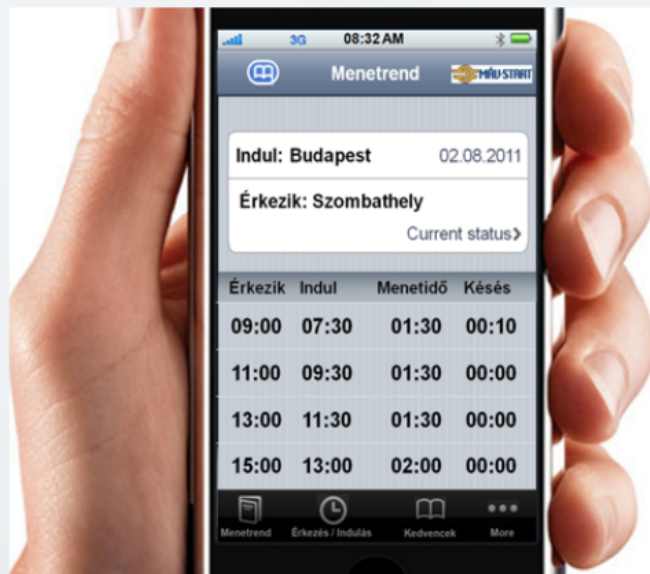 3G 08:32 AM
Menetrend MÁV-START
Indul: Budapest 02.08.2011
Érkezik: Szombathely
Current status>
Érkezik Indul Menetidő Késés
09:00 07:30 01:30 00:10
11:00 09:30 01:30 00:00
13:00 11:30 01:30 00:00
15:00 13:00 02:00 00:00
Menetrend Érkezés / Indulás Kedvencek More